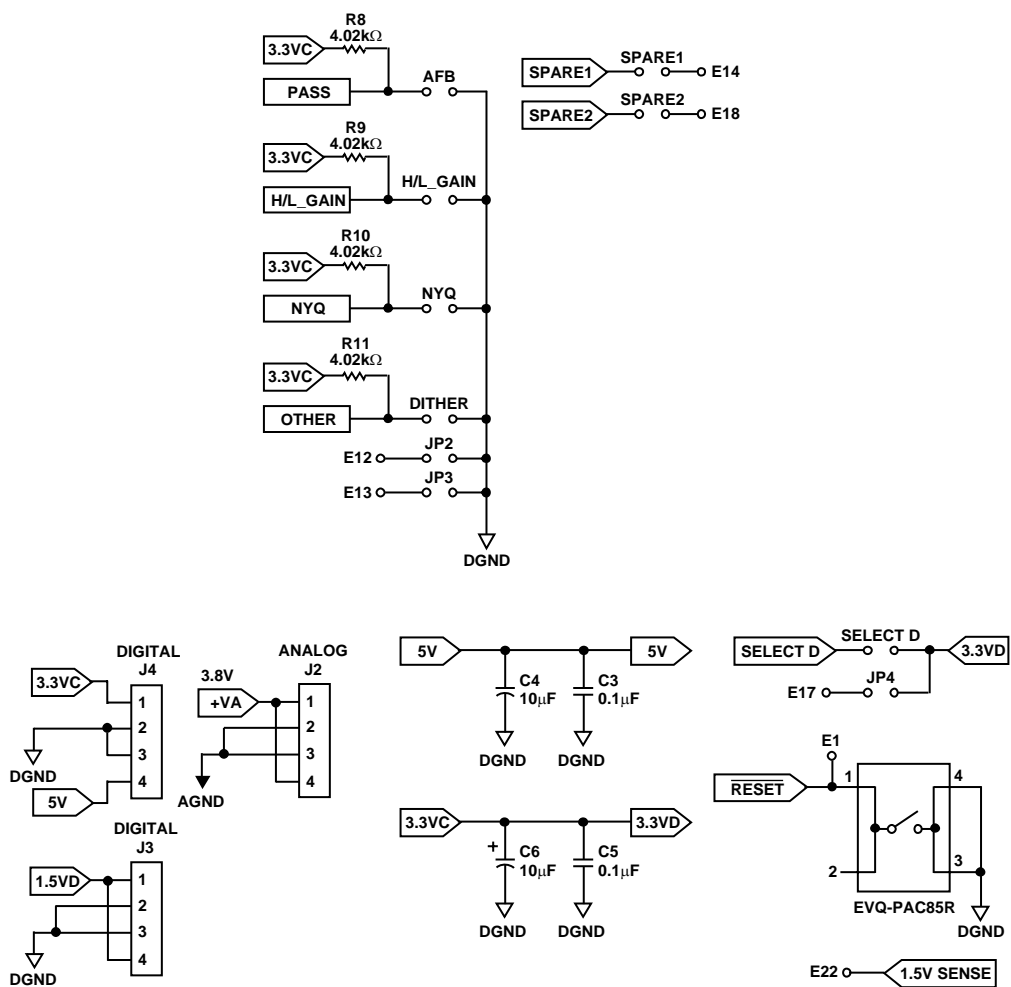 R8
4.02kΩ
3.3VC
PASS
AFB
SPARE1
SPARE1
E14
SPARE2
SPARE2
E18
R9
4.02kΩ
3.3VC
H/L_GAIN
H/L_GAIN
R10
4.02kΩ
3.3VC
NYQ
NYQ
R11
4.02kΩ
3.3VC
OTHER
DITHER
E12
JP2
E13
JP3
DGND
DIGITAL
J4
3.3VC
1
2
3
4
DGND
5V
ANALOG
J2
3.8V
+VA
1
2
3
4
AGND
DIGITAL
J3
1.5VD
1
2
3
4
DGND
5V
5V
C4
10μF
C3
0.1μF
DGND
DGND
3.3VC
3.3VD
+
C6
10μF
C5
0.1μF
DGND
DGND
SELECT D
SELECT D
3.3VD
E17
JP4
E1
RESET
1
4
2
3
EVQ-PAC85R
DGND
E22
1.5V SENSE